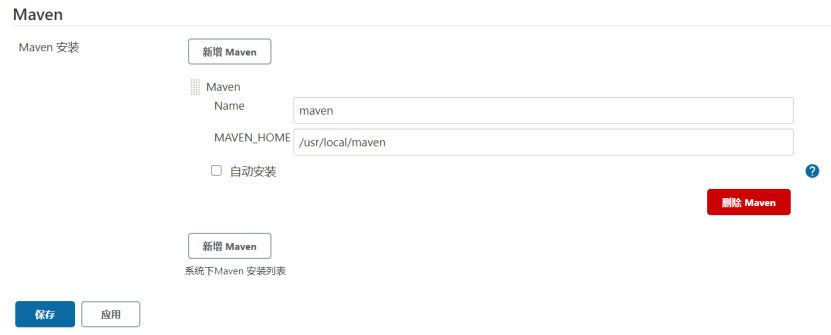 Maven
Maven 安装
新增 Maven
Maven
Name
maven
MAVEN_HOME
/usr/local/maven
自动安装
?
删除 Maven
新增 Maven
系统下Maven 安装列表
保存
应用